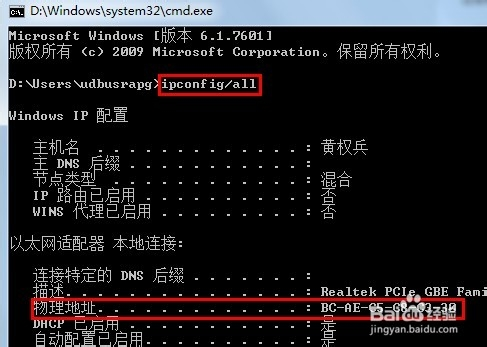 D:\Windows\system32\cmd.exe
Microsoft Windows [版本 6.1.7601]
版权所有 (c) 2009 Microsoft Corporation。保留所有权利。
D:\Users\udbusrapg>ipconfig/all
Windows IP 配置
主机名 . . . . . . . . . . . . . : 黄权兵
主 DNS 后缀 . . . . . . . . . . . :
节点类型 . . . . . . . . . . . . : 混合
IP 路由已启用 . . . . . . . . . . : 否
WINS 代理已启用 . . . . . . . . . : 否
以太网适配器 本地连接:
连接特定的 DNS 后缀 . . . . . . . :
描述. . . . . . . . . . . . . . . : Realtek PCIe GBE Fami
物理地址. . . . . . . . . . . . . : BC-AE-C5
DHCP 已启用 . . . . . . . . . . . : 是
自动配置已启用. . . . . . . . . . : 是
Baidu 经验
jingyan.baidu.com